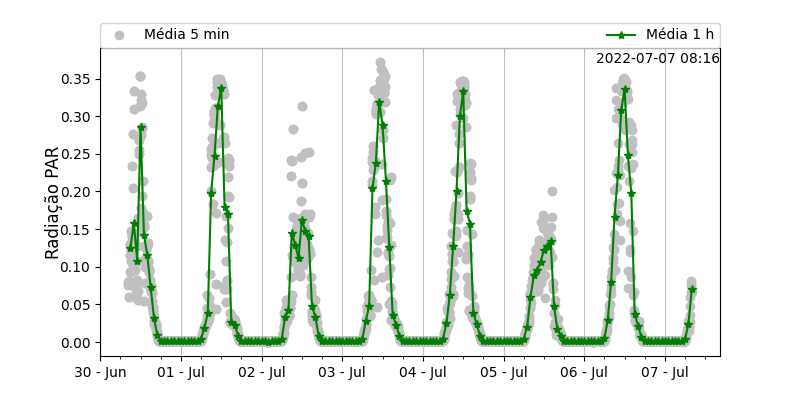 Média 5 min
Média 1 h
2022-07-07 08:16
Radiação PAR
0.35
0.30
0.25
0.20
0.15
0.10
0.05
0.00
30 - Jun
01 - Jul
02 - Jul
03 - Jul
04 - Jul
05 - Jul
06 - Jul
07 - Jul